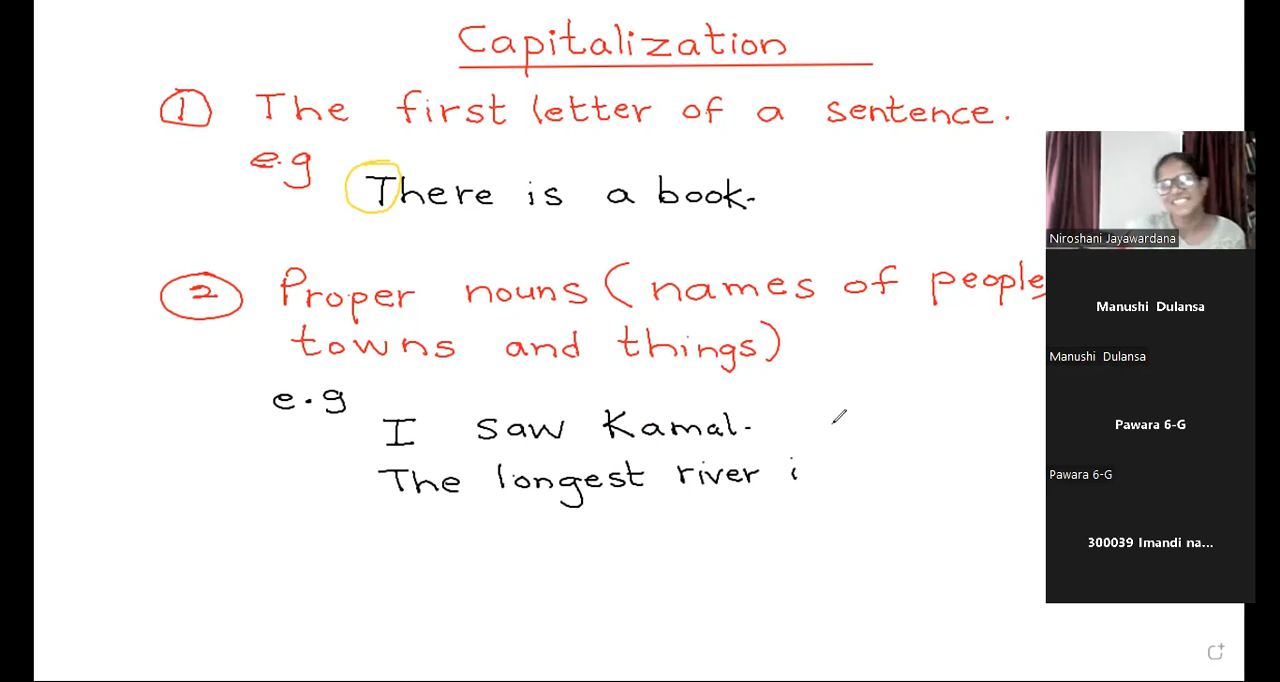 Capitalization
① The first letter of a sentence.
e.g
There is a book.
② Proper nouns (names of people
towns and things)
e.g
I saw Kamal.
The longest river i
Niroshani Jayawardana
Manushi Dulansa
Manushi Dulansa
Pawara 6-G
Pawara 6-G
300039 Imandi na...